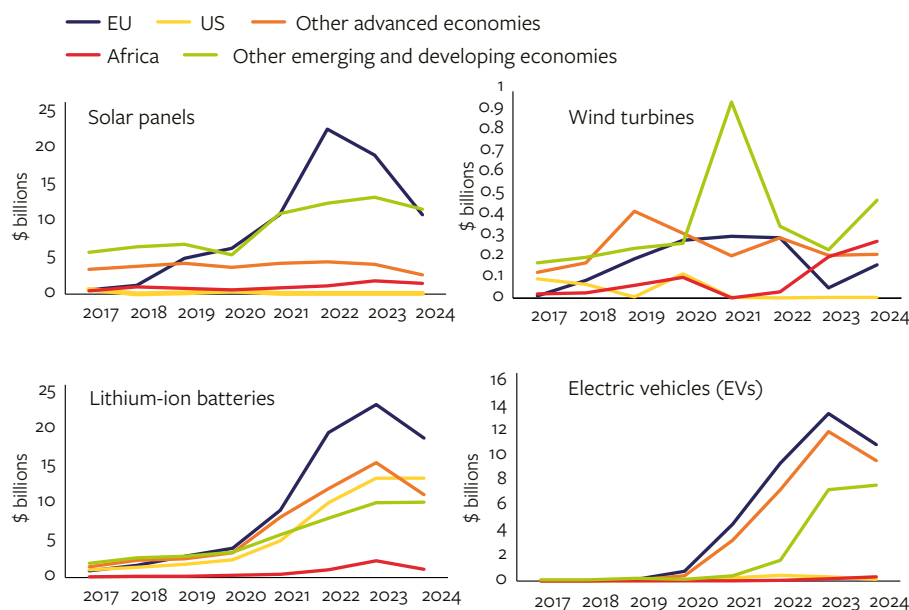 EU US Other advanced economies
Africa Other emerging and developing economies
Solar panels
$ billions
25
20
15
10
5
0
2017 2018 2019 2020 2021 2022 2023 2024
Wind turbines
$ billions
1
0.9
0.8
0.7
0.6
0.5
0.4
0.3
0.2
0.1
0
2017 2018 2019 2020 2021 2022 2023 2024
Lithium-ion batteries
$ billions
25
20
15
10
5
0
2017 2018 2019 2020 2021 2022 2023 2024
Electric vehicles (EVs)
$ billions
16
14
12
10
8
6
4
2
0
2017 2018 2019 2020 2021 2022 2023 2024